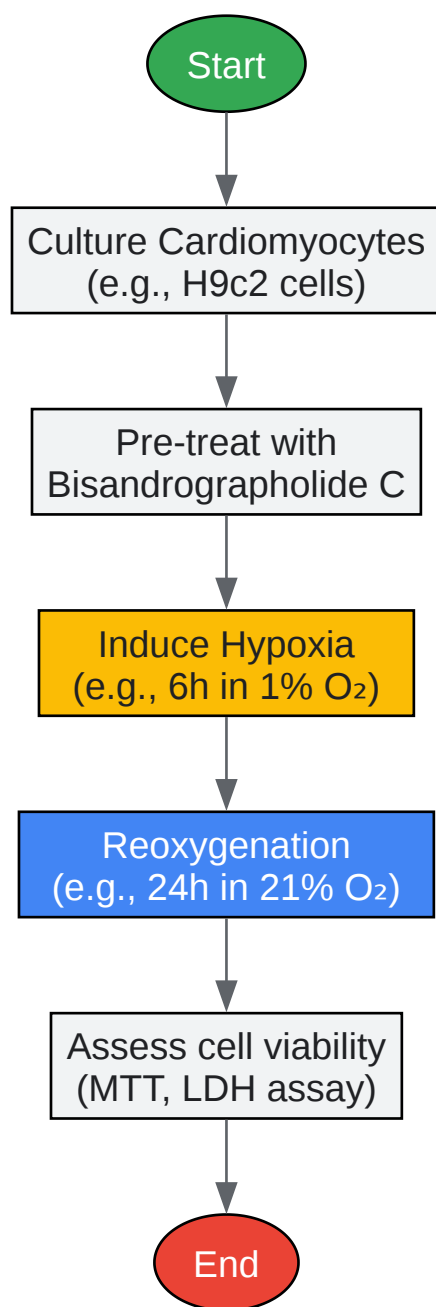 Start
Culture Cardiomyocytes
(e.g., H9c2 cells)
Pre-treat with
Bisandrographolide C
Induce Hypoxia
(e.g., 6h in 1% O₂)
Reoxygenation
(e.g., 24h in 21% O₂)
Assess cell viability
(MTT, LDH assay)
End